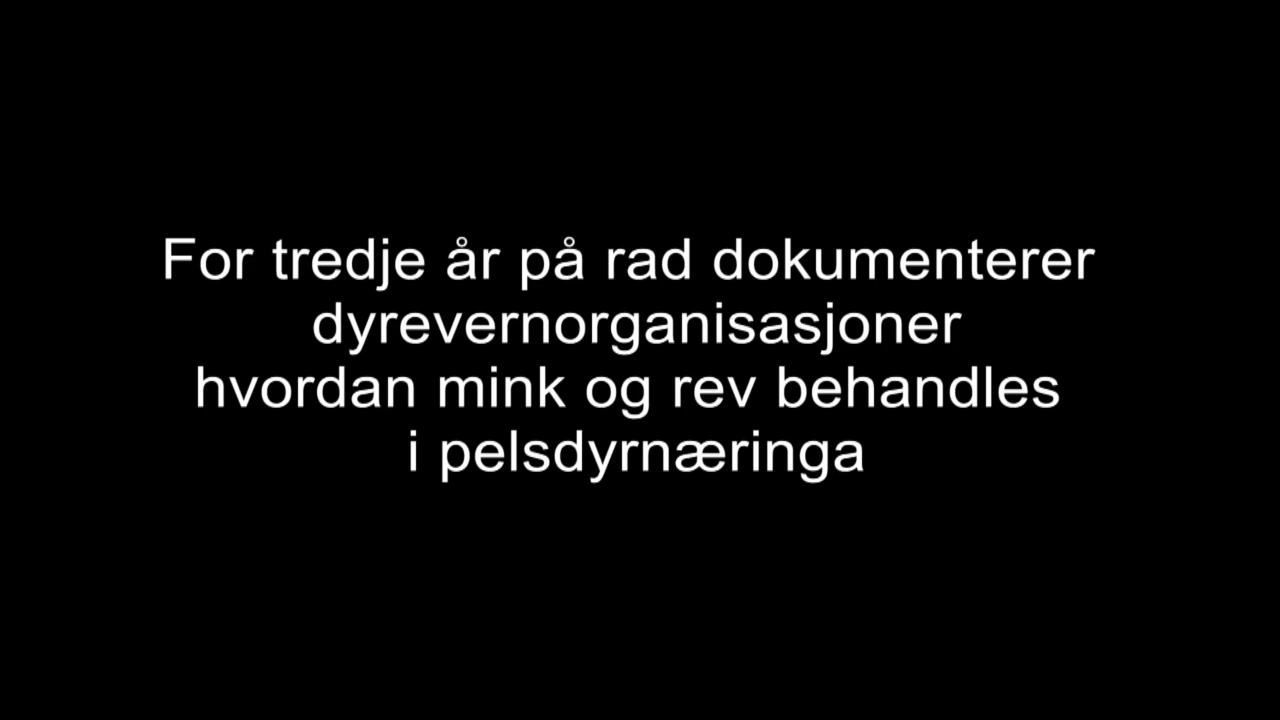 For tredje år på rad dokumenterer
dyrevernorganisasjoner
hvordan mink og rev behandles
i pelsdyrnæringa